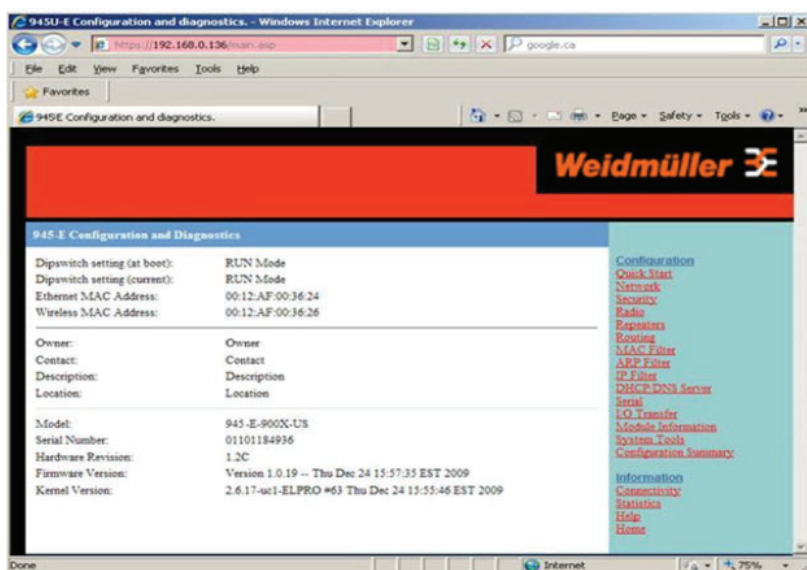 945U-E Configuration and diagnostics. - Windows Internet Explorer
https://192.168.0.136/main.asp
google.ca
File Edit View Favorites Tools Help
Favorites
945E Configuration and diagnostics.
Page Safety Tools
Weidmüller
945-E Configuration and Diagnostics
Dipswitch setting (at boot): RUN Mode
Dipswitch setting (current): RUN Mode
Ethernet MAC Address: 00:12:AF:00:36:24
Wireless MAC Address: 00:12:AF:00:36:26
Owner: Owner
Contact: Contact
Description: Description
Location: Location
Model: 945-E-900X-US
Serial Number: 01101184936
Hardware Revision: 1.2C
Firmware Version: Version 1.0.19 -- Thu Dec 24 15:57:35 EST 2009
Kernel Version: 2.6.17-uc1-ELPRO #63 Thu Dec 24 15:55:46 EST 2009
Configuration
Quick Start
Network
Security
Radio
Repeaters
Routing
MAC Filter
ARP Filter
IP Filter
DHCP/DNS Server
Serial
I/O Transfer
Module Information
System Tools
Configuration Summary
Information
Connectivity
Statistics
Help
Home
Done
Internet
75%